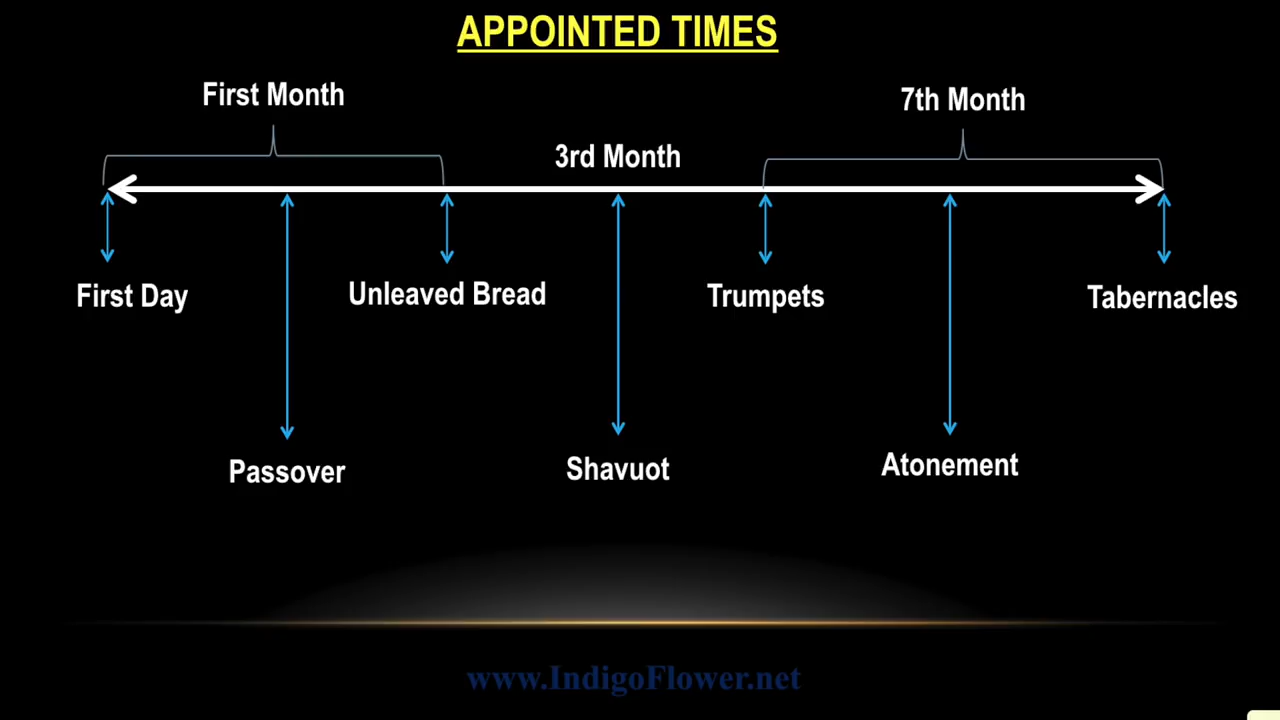 APPOINTED TIMES
First Month
7th Month
3rd Month
First Day
Unleaved Bread
Trumpets
Tabernacles
Passover
Shavuot
Atonement
www.IndigoFlower.net